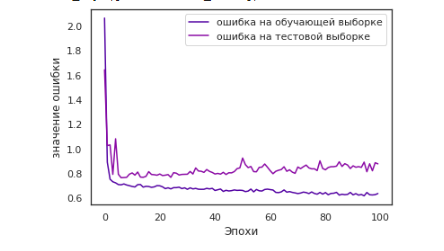 ошибка на обучающей выборке
ошибка на тестовой выборке
значение ошибки
2.0
1.8
1.6
1.4
1.2
1.0
0.8
0.6
0 20 40 60 80 100
Эпохи